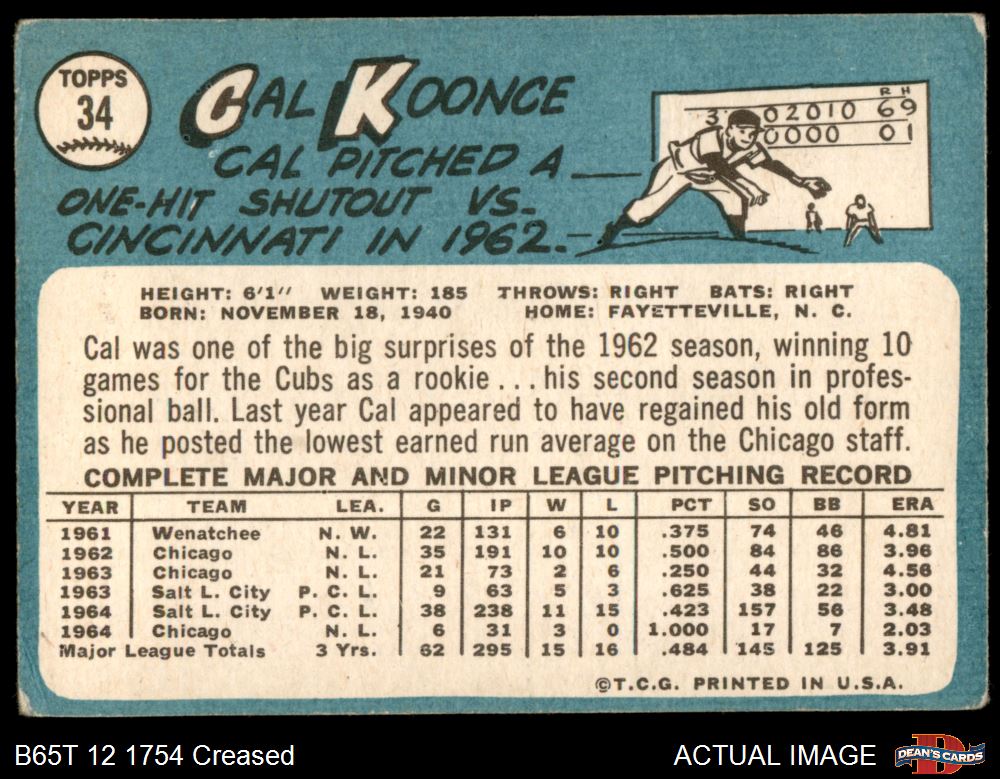 TOPPS
34
CAL KOONCE
CAL PITCHED A
ONE-HIT SHUTOUT VS.
CINCINNATI IN 1962.
R H
3 02010 6 9
0000 0 1
HEIGHT: 6'1" WEIGHT: 185 THROWS: RIGHT BATS: RIGHT
BORN: NOVEMBER 18, 1940 HOME: FAYETTEVILLE, N. C.
Cal was one of the big surprises of the 1962 season, winning 10
games for the Cubs as a rookie . . . his second season in profes-
sional ball. Last year Cal appeared to have regained his old form
as he posted the lowest earned run average on the Chicago staff.
COMPLETE MAJOR AND MINOR LEAGUE PITCHING RECORD
YEAR TEAM LEA. G IP W L PCT SO BB ERA
1961 Wenatchee N. W. 22 131 6 10 .375 74 46 4.81
1962 Chicago N. L. 35 191 10 10 .500 84 86 3.96
1963 Chicago N. L. 21 73 2 6 .250 44 32 4.56
1963 Salt L. City P. C. L. 9 63 5 3 .625 38 22 3.00
1964 Salt L. City P. C. L. 38 238 11 15 .423 157 56 3.48
1964 Chicago N. L. 6 31 3 0 1.000 17 7 2.03
Major League Totals 3 Yrs. 62 295 15 16 .484 145 125 3.91
©T.C.G. PRINTED IN U.S.A.
B65T 12 1754 Creased
ACTUAL IMAGE
D
DEAN'S CARDS